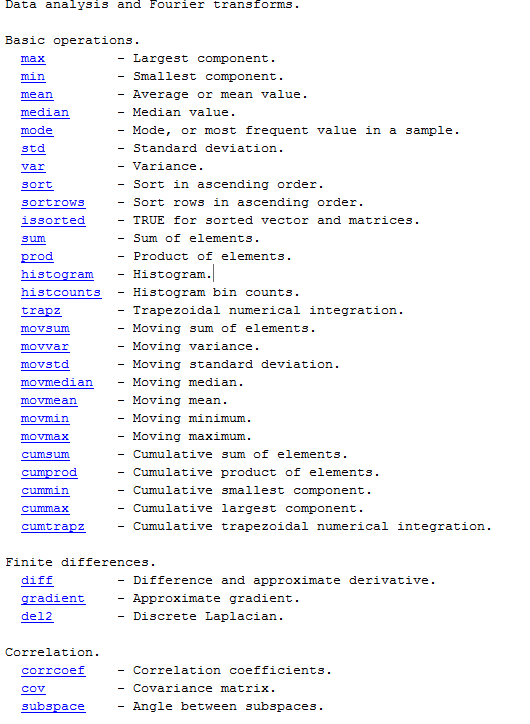 Data analysis and Fourier transforms.
Basic operations.
max - Largest component.
min - Smallest component.
mean - Average or mean value.
median - Median value.
mode - Mode, or most frequent value in a sample.
std - Standard deviation.
var - Variance.
sort - Sort in ascending order.
sortrows - Sort rows in ascending order.
issorted - TRUE for sorted vector and matrices.
sum - Sum of elements.
prod - Product of elements.
histogram - Histogram.
histcounts - Histogram bin counts.
trapz - Trapezoidal numerical integration.
movsum - Moving sum of elements.
movvar - Moving variance.
movstd - Moving standard deviation.
movmedian - Moving median.
movmean - Moving mean.
movmin - Moving minimum.
movmax - Moving maximum.
cumsum - Cumulative sum of elements.
cumprod - Cumulative product of elements.
cummin - Cumulative smallest component.
cummax - Cumulative largest component.
cumtrapz - Cumulative trapezoidal numerical integration.
Finite differences.
diff - Difference and approximate derivative.
gradient - Approximate gradient.
del2 - Discrete Laplacian.
Correlation.
corrcoef - Correlation coefficients.
cov - Covariance matrix.
subspace - Angle between subspaces.